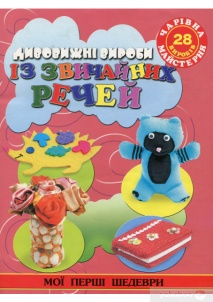 ЧАРІВНА МАЙСТЕРНЯ
28
ВИРОБІВ
ДИВОВИЖНІ ВИРОБИ
ІЗ ЗВИЧАЙНИХ
РЕЧЕЙ
МОЇ ПЕРШІ ШЕДЕВРИ